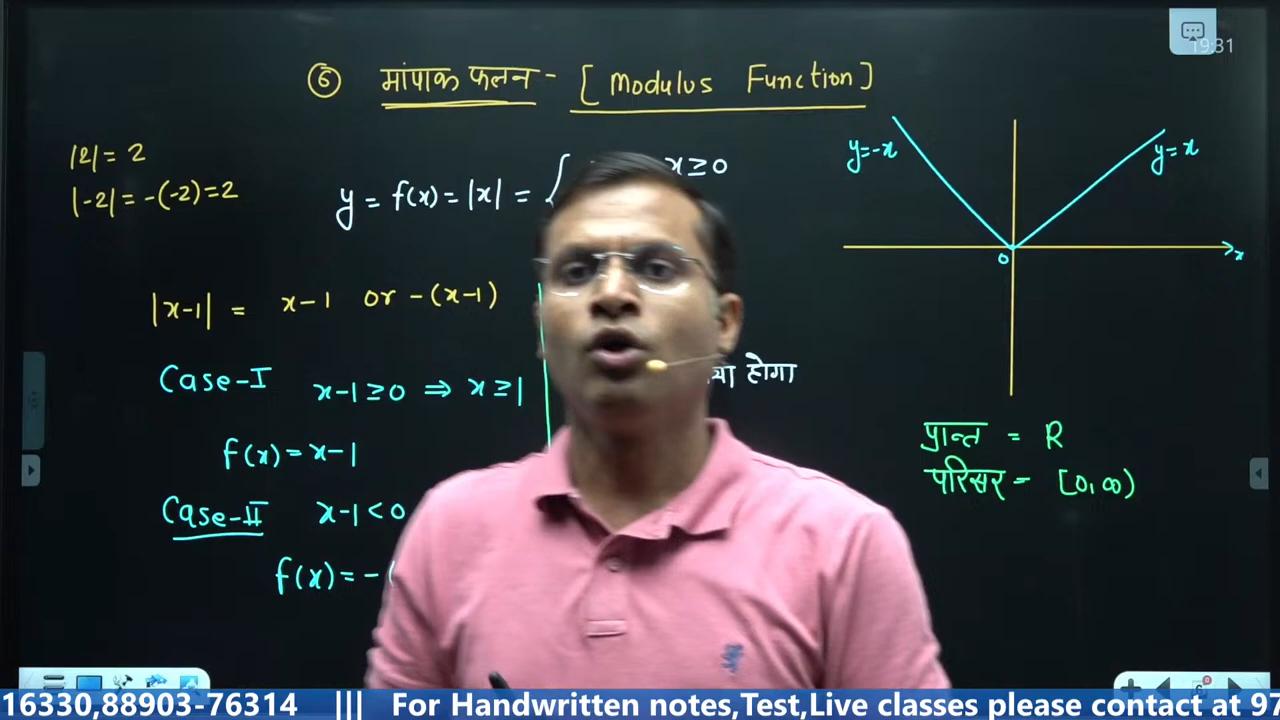 19:31
⑥ मांपाक फलन - [ Modulus Function ]
|2| = 2
|-2| = -(-2) = 2
y = f(x) = |x| = { x ≥ 0
y = -x
y = x
0
x
|x-1| = x-1 or -(x-1)
Case-I x-1 ≥ 0 ⇒ x ≥ 1
f(x) = x-1
Case-II x-1 < 0
f(x) = -
होगा
प्रान्त = R
परिसर = [0, ∞)
16330,88903-76314 ||| For Handwritten notes,Test,Live classes please contact at 97